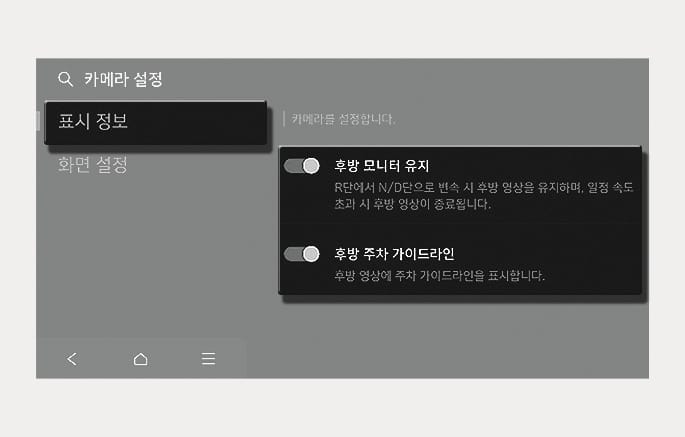 카메라 설정
표시 정보
화면 설정
카메라를 설정합니다.
후방 모니터 유지
R단에서 N/D단으로 변속 시 후방 영상을 유지하며, 일정 속도
초과 시 후방 영상이 종료됩니다.
후방 주차 가이드라인
후방 영상에 주차 가이드라인을 표시합니다.